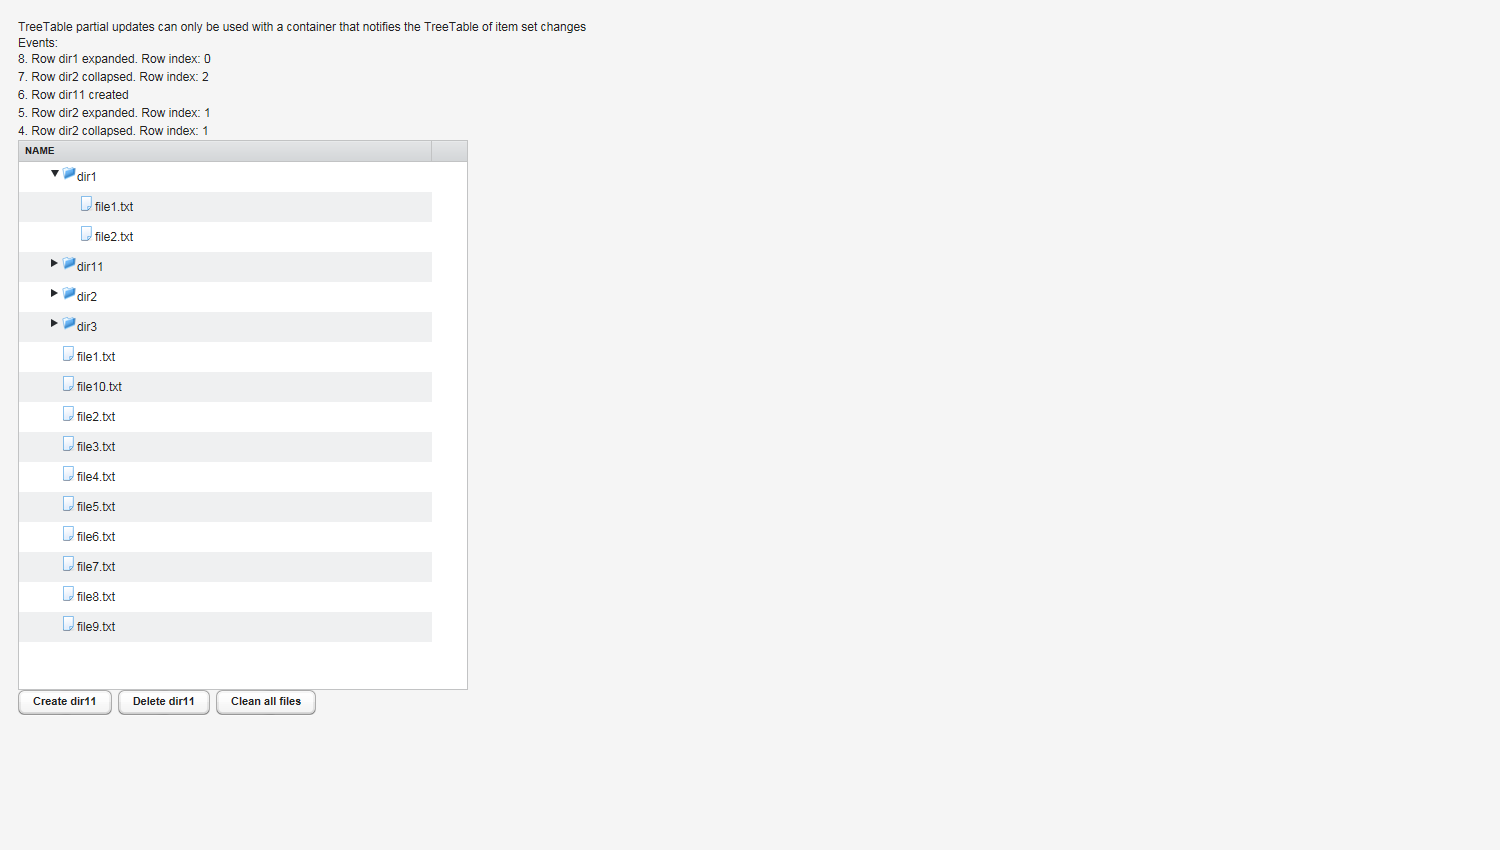 TreeTable partial updates can only be used with a container that notifies the TreeTable of item set changes
Events:
8. Row dir1 expanded. Row index: 0
7. Row dir2 collapsed. Row index: 2
6. Row dir11 created
5. Row dir2 expanded. Row index: 1
4. Row dir2 collapsed. Row index: 1
NAME
dir1
file1.txt
file2.txt
dir11
dir2
dir3
file1.txt
file10.txt
file2.txt
file3.txt
file4.txt
file5.txt
file6.txt
file7.txt
file8.txt
file9.txt
Create dir11 Delete dir11 Clean all files